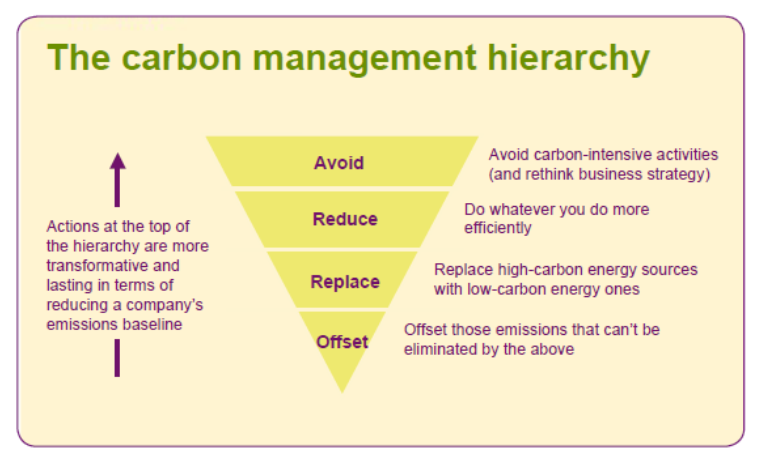 The carbon management hierarchy
Actions at the top of
the hierarchy are more
transformative and
lasting in terms of
reducing a company's
emissions baseline
Avoid
Avoid carbon-intensive activities
(and rethink business strategy)
Reduce
Do whatever you do more
efficiently
Replace
Replace high-carbon energy sources
with low-carbon energy ones
Offset
Offset those emissions that can't be
eliminated by the above